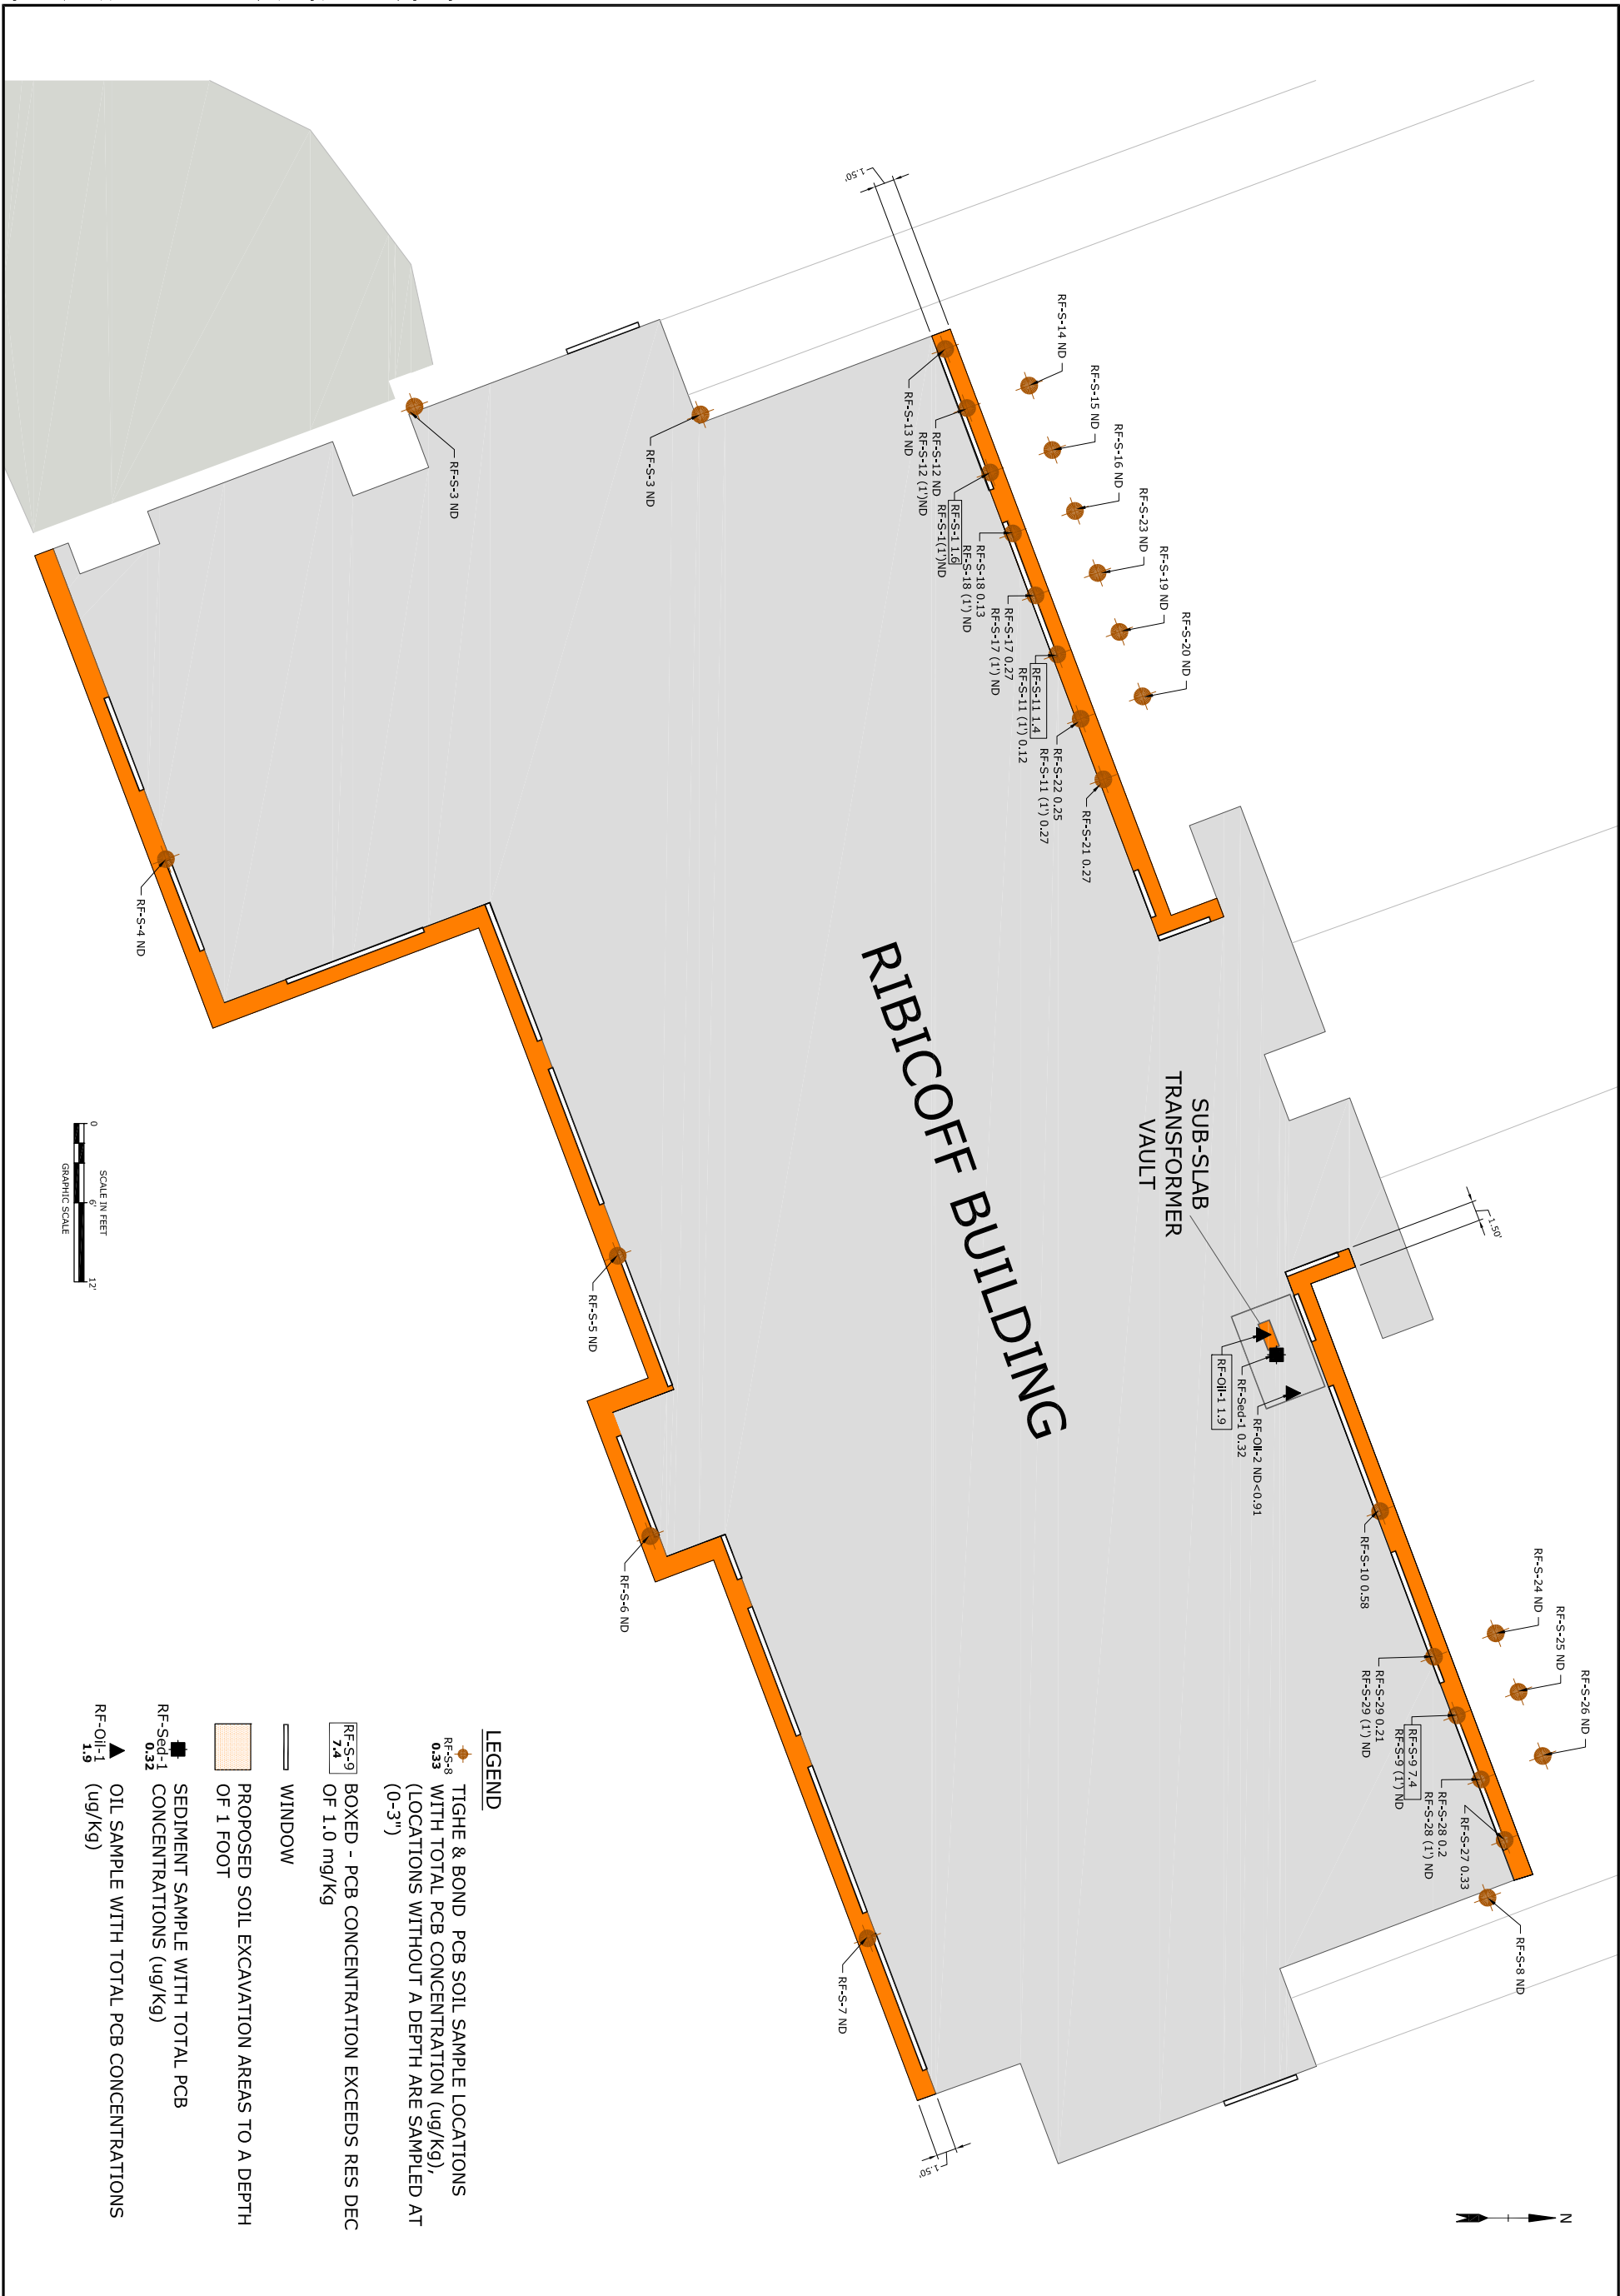 1.50'
RF-S-14 ND
RF-S-15 ND
RF-S-16 ND
RF-S-23 ND
RF-S-19 ND
RF-S-20 ND
RF-S-13 ND
RF-S-12 ND
RF-S-12 (1')ND
RF-S-1 1.6
RF-S-1(1')ND
RF-S-18 0.13
RF-S-18 (1') ND
RF-S-17 0.27
RF-S-17 (1') ND
RF-S-11 1.4
RF-S-11 (1') 0.12
RF-S-22 0.25
RF-S-11 (1') 0.27
RF-S-21 0.27
RF-S-3 ND
RF-S-3 ND
RF-S-4 ND
RIBICOFF BUILDING
SUB-SLAB
TRANSFORMER
VAULT
1.50'
RF-Oil-2 ND<0.91
RF-Sed-1 0.32
RF-Oil-1 1.9
RF-S-10 0.58
RF-S-24 ND
RF-S-25 ND
RF-S-26 ND
RF-S-29 0.21
RF-S-29 (1') ND
RF-S-9 7.4
RF-S-9 (1') ND
RF-S-28 0.2
RF-S-28 (1') ND
RF-S-27 0.33
RF-S-8 ND
RF-S-5 ND
RF-S-6 ND
RF-S-7 ND
1.50'
N
0
6'
12'
SCALE IN FEET
GRAPHIC SCALE
LEGEND
RF-S-8
0.33
TIGHE & BOND PCB SOIL SAMPLE LOCATIONS
WITH TOTAL PCB CONCENTRATION (ug/Kg),
(LOCATIONS WITHOUT A DEPTH ARE SAMPLED AT
(0-3")
RF-S-9
7.4
BOXED - PCB CONCENTRATION EXCEEDS RES DEC
OF 1.0 mg/Kg
WINDOW
PROPOSED SOIL EXCAVATION AREAS TO A DEPTH
OF 1 FOOT
RF-Sed-1
0.32
SEDIMENT SAMPLE WITH TOTAL PCB
CONCENTRATIONS (ug/Kg)
RF-Oil-1
1.9
OIL SAMPLE WITH TOTAL PCB CONCENTRATIONS
(ug/Kg)